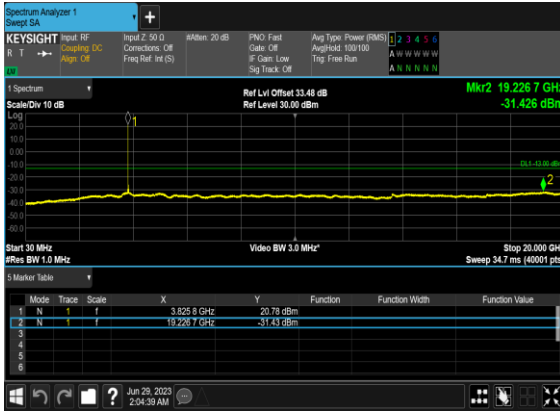 Spectrum Analyzer 1
Swept SA
+
KEYSIGHT Input: RF Input Z: 50 Ω #Atten: 20 dB PNO: Fast Avg Type: Power (RMS) 1 2 3 4 5 6
R T Coupling: DC Corrections: Off Gate: Off Avg|Hold: 100/100 A W W W W W
Align: Off Freq Ref: Int (S) IF Gain: Low Trig: Free Run
Sig Track: Off A N N N N N
1 Spectrum Ref Lvl Offset 33.48 dB Mkr2 19.226 7 GHz
Scale/Div 10 dB Ref Level 30.00 dBm -31.426 dBm
Log
20.0
10.0
0.00
-10.0
-20.0
-30.0
-40.0
-50.0
-60.0
1
DL1 -13.00 dBm
2
Start 30 MHz Video BW 3.0 MHz* Stop 20.000 GHz
#Res BW 1.0 MHz Sweep 34.7 ms (40001 pts)
5 Marker Table
Mode Trace Scale X Y Function Function Width Function Value
1 N 1 f 3.825 8 GHz 20.78 dBm
2 N 1 f 19.226 7 GHz -31.43 dBm
3
4
5
6
? Jun 29, 2023
2:04:39 AM